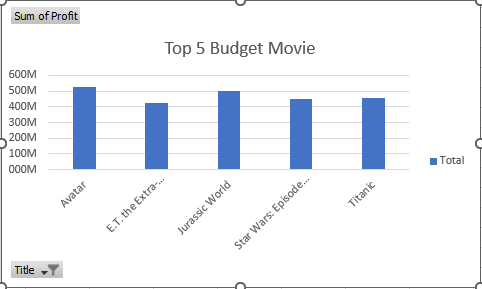 Sum of Profit
Top 5 Budget Movie
600M
500M
400M
300M
200M
100M
000M
Total
Avatar
E.T. the Extra-...
Jurassic World
Star Wars: Episode...
Titanic
Title